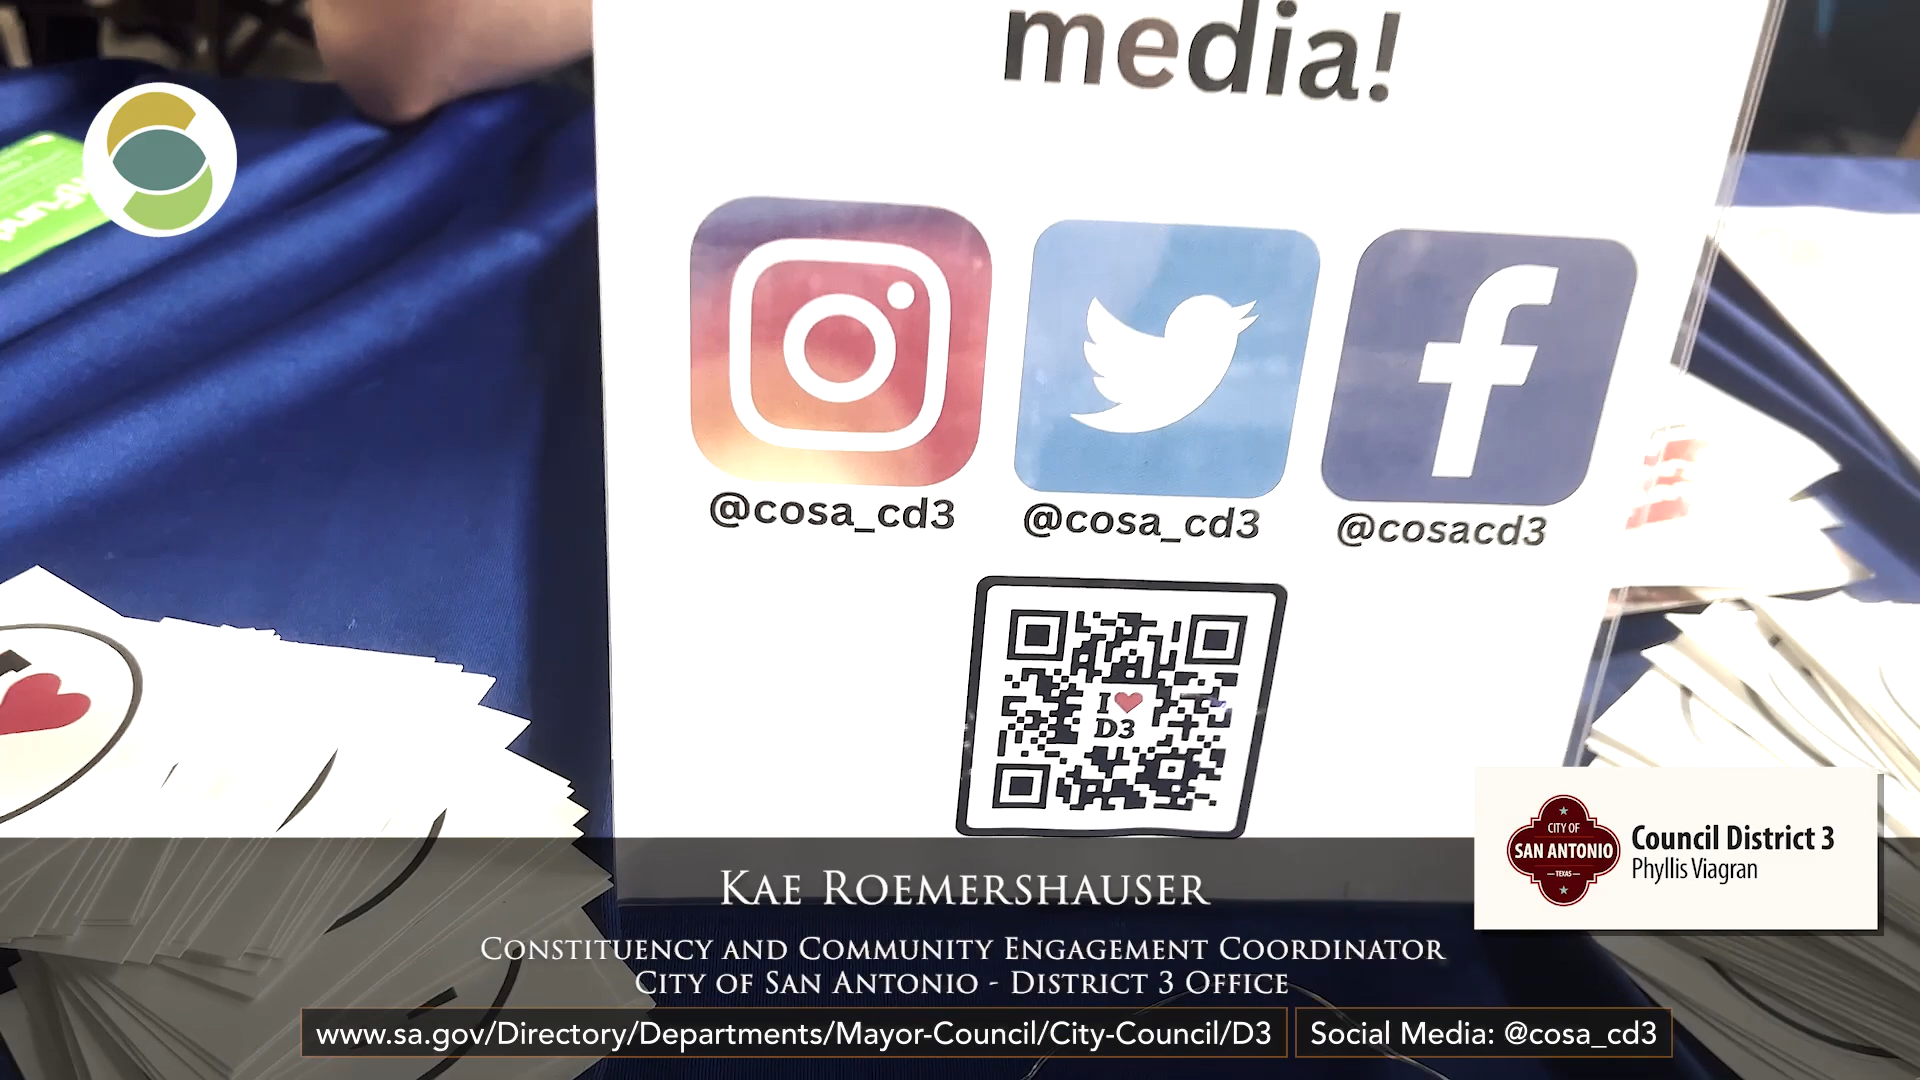 media!
@cosa_cd3
@cosa_cd3
@cosacd3
I ❤
D3
CITY OF
SAN ANTONIO
TEXAS
Council District 3
Phyllis Viagran
KAE ROEMERSHAUSER
CONSTITUENCY AND COMMUNITY ENGAGEMENT COORDINATOR
CITY OF SAN ANTONIO - DISTRICT 3 OFFICE
www.sa.gov/Directory/Departments/Mayor-Council/City-Council/D3
Social Media: @cosa_cd3